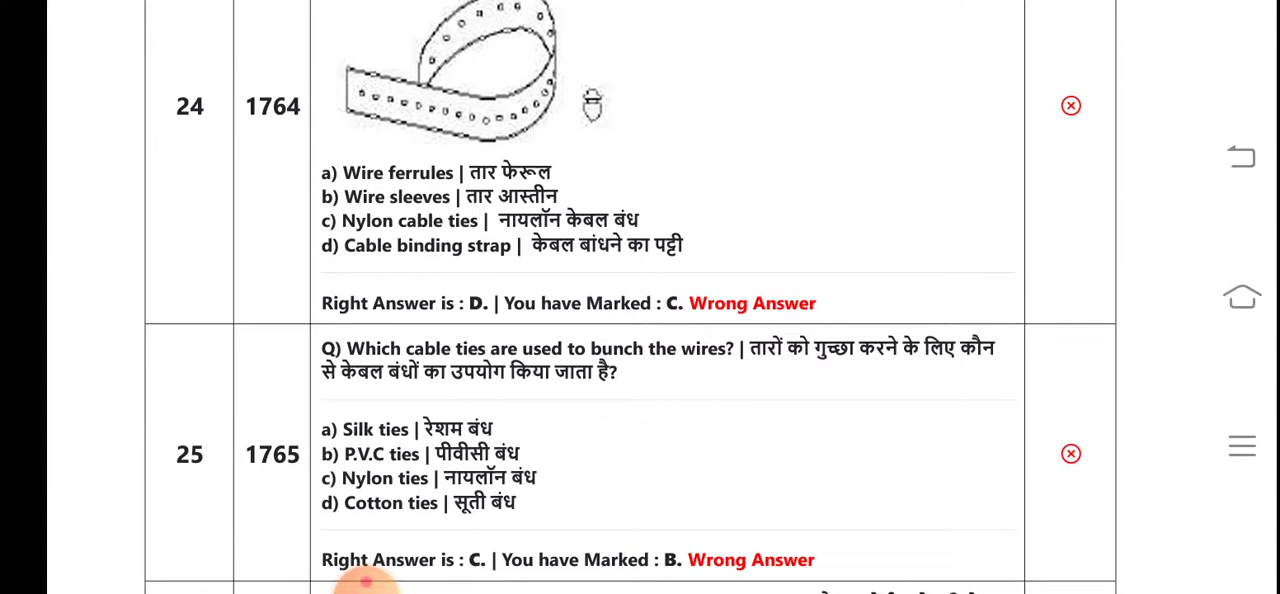 24
1764
a) Wire ferrules | तार फेरूल
b) Wire sleeves | तार आस्तीन
c) Nylon cable ties | नायलॉन केबल बंध
d) Cable binding strap | केबल बांधने का पट्टी
Right Answer is : D. | You have Marked : C. Wrong Answer
25
1765
Q) Which cable ties are used to bunch the wires? | तारों को गुच्छा करने के लिए कौन
से केबल बंधों का उपयोग किया जाता है?
a) Silk ties | रेशम बंध
b) P.V.C ties | पीवीसी बंध
c) Nylon ties | नायलॉन बंध
d) Cotton ties | सूती बंध
Right Answer is : C. | You have Marked : B. Wrong Answer